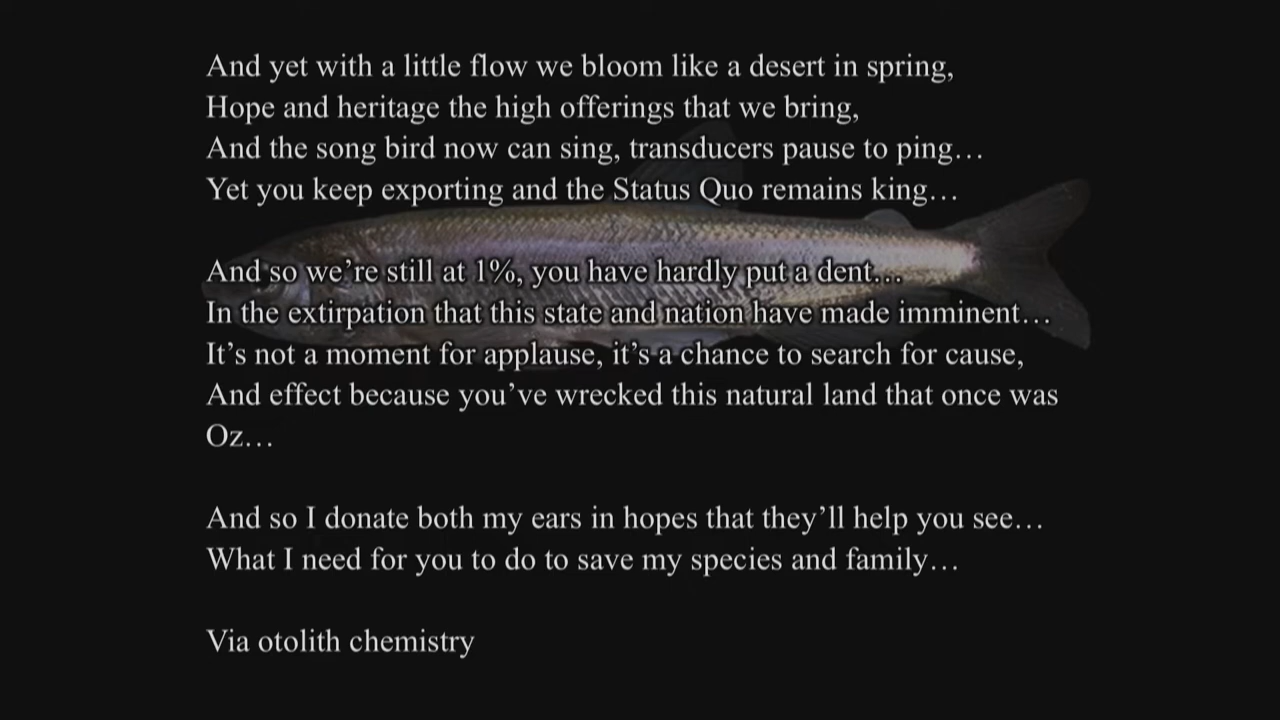 And yet with a little flow we bloom like a desert in spring,
Hope and heritage the high offerings that we bring,
And the song bird now can sing, transducers pause to ping…
Yet you keep exporting and the Status Quo remains king…
And so we’re still at 1%, you have hardly put a dent…
In the extirpation that this state and nation have made imminent…
It’s not a moment for applause, it’s a chance to search for cause,
And effect because you’ve wrecked this natural land that once was
Oz…
And so I donate both my ears in hopes that they’ll help you see…
What I need for you to do to save my species and family…
Via otolith chemistry